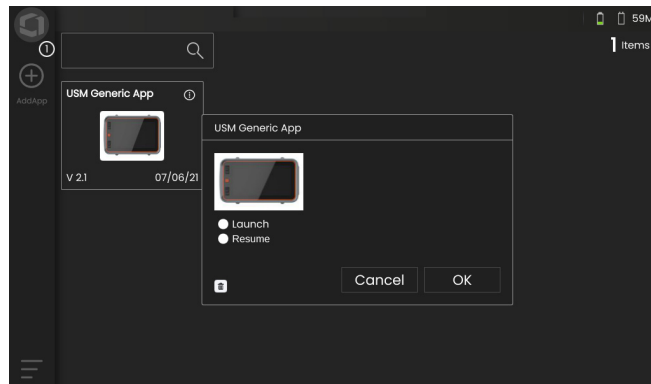 59M
1
1 Items
AddApp
USM Generic App
V 2.1 07/06/21
USM Generic App
Launch
Resume
Cancel OK